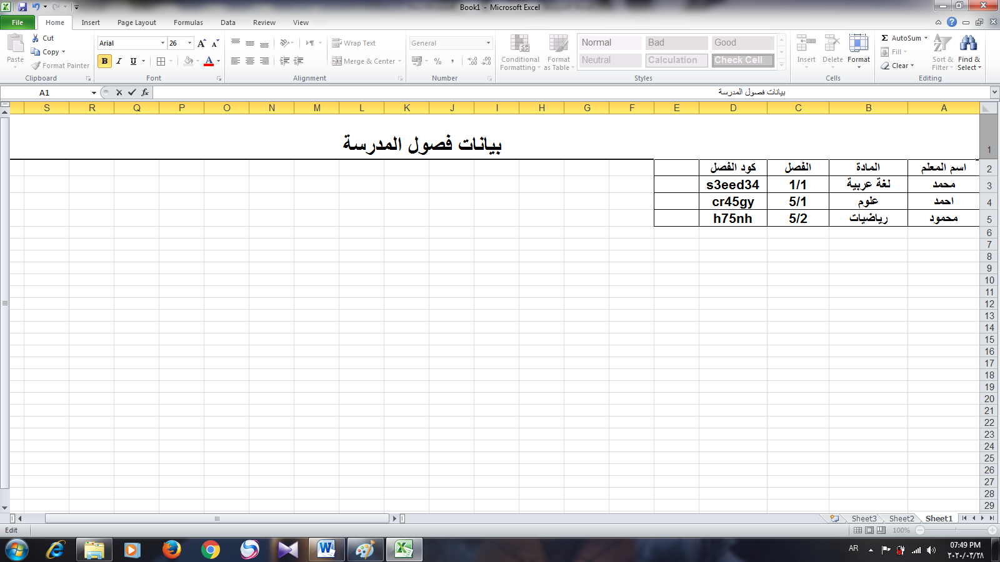 Book1 - Microsoft Excel
File Home Insert Page Layout Formulas Data Review View
Paste Cut Copy Format Painter Clipboard
Arial 26 B I U A Font
Wrap Text Merge & Center Alignment
General % Number
Conditional Formatting Format as Table
Normal Bad Good
Neutral Calculation Check Cell
Styles
Insert Delete Format Cells
Σ AutoSum Fill Clear Sort & Filter Find & Select Editing
A1 fx بيانات فصول المدرسة
S R Q P O N M L K J I H G F E D C B A
بيانات فصول المدرسة 1
اسم المعلم المادة الفصل كود الفصل 2
محمد لغة عربية 1/1 s3eed34 3
احمد علوم 5/1 cr45gy 4
محمود رياضيات 5/2 h75nh 5
6
7
8
9
10
11
12
13
14
15
16
17
18
19
20
21
22
23
24
25
26
27
28
29
Sheet3 Sheet2 Sheet1
Edit 100%
AR 07:49 PM
٢٠٢٠/٠٣/٢٨